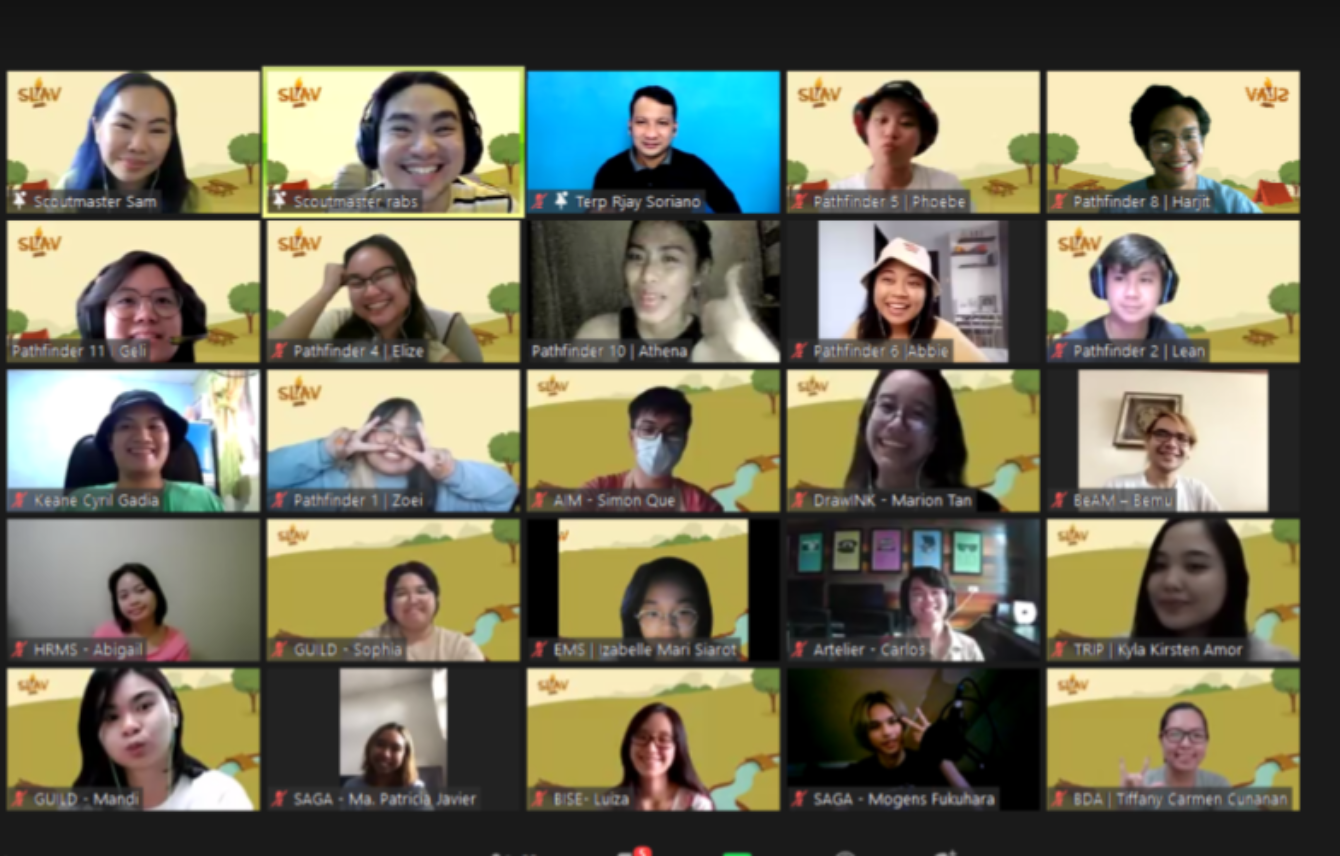 SLAV
Scoutmaster Sam
SLAV
Scoutmaster rabs
Terp Rjay Soriano
SLAV
Pathfinder 5 | Phoebe
SLAV
Pathfinder 8 | Harjit
SLAV
Pathfinder 11 | Geli
SLAV
Pathfinder 4 | Elize
Pathfinder 10 | Athena
Pathfinder 6 |Abbie
SLAV
Pathfinder 2 | Lean
Keane Cyril Gadia
SLAV
Pathfinder 1 | Zoei
SLAV
AIM - Simon Que
DrawINK - Marion Tan
BeAM – Bemu
HRMS - Abigail
SLAV
GUILD - Sophia
EMS | Izabelle Mari Siarot
Artelier - Carlos
SLAV
TRIP | Kyla Kirsten Amor
SLAV
GUILD - Mandi
SAGA - Ma. Patricia Javier
SLAV
BISE- Luiza
SAGA - Mogens Fukuhara
SLAV
BDA | Tiffany Carmen Cunanan
5